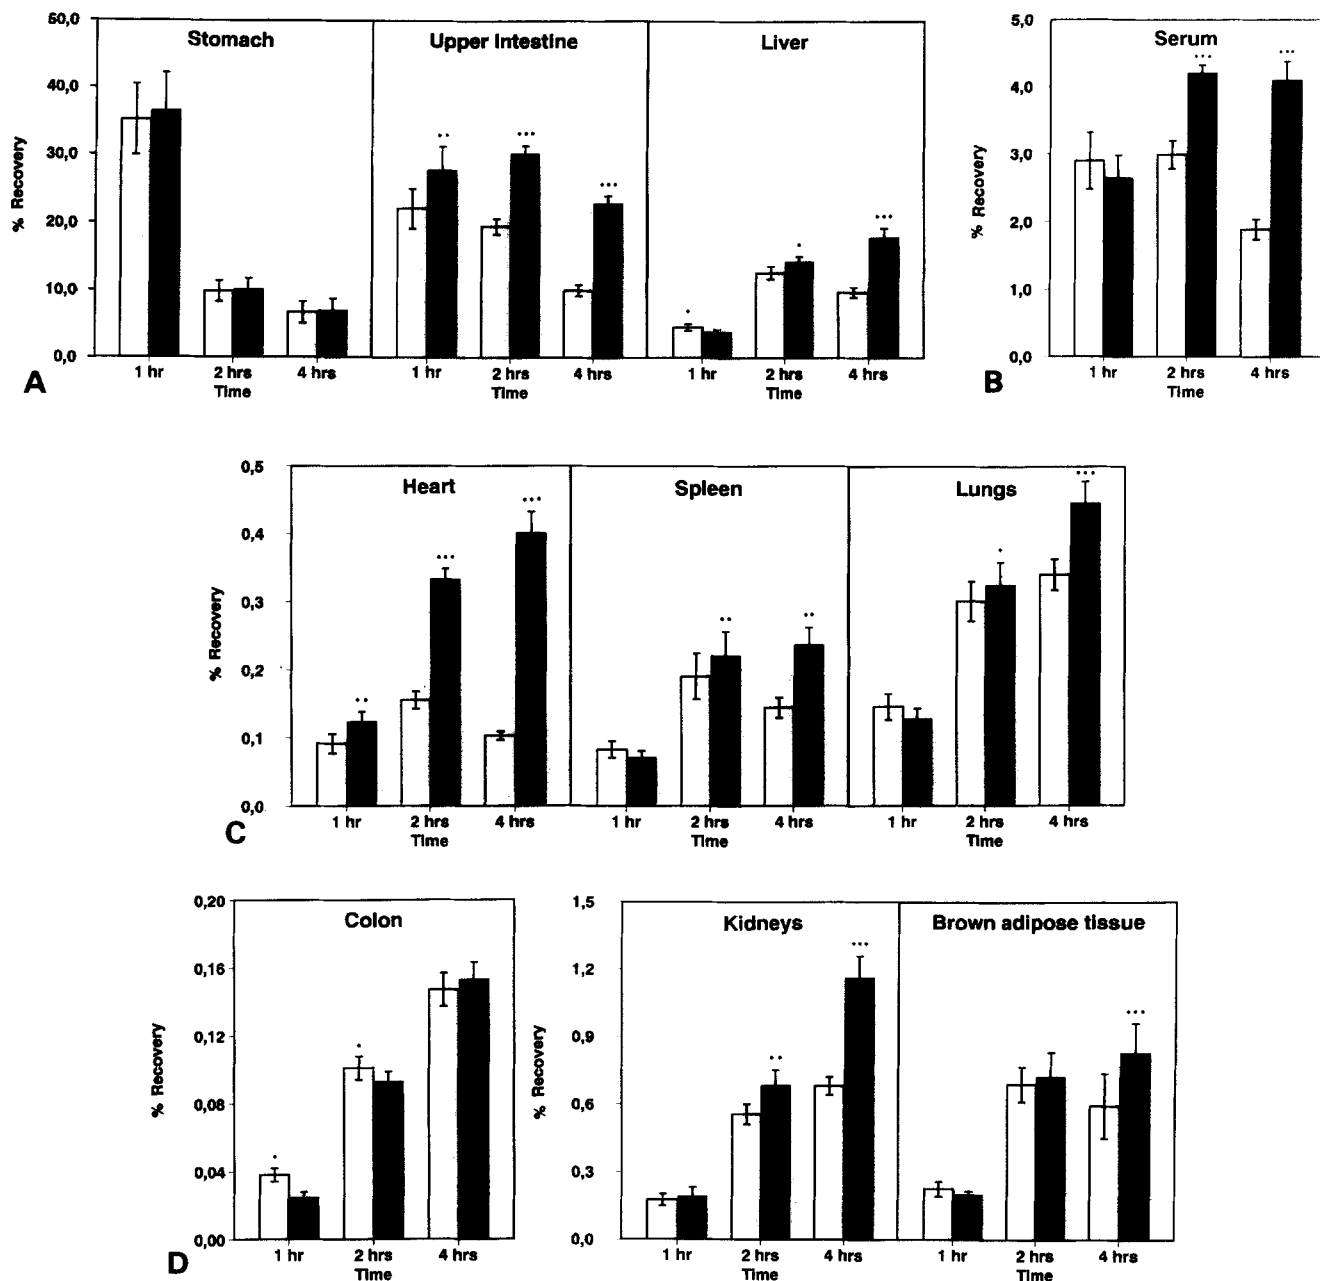 50,0
40,0
30,0
20,0
10,0
0,0
% Recovery
Stomach
Upper Intestine
Liver
** *** ***
* * ***
1 hr 2 hrs 4 hrs
Time
1 hr 2 hrs 4 hrs
Time
1 hr 2 hrs 4 hrs
Time
A
5,0
4,0
3,0
2,0
1,0
0,0
% Recovery
Serum
*** ***
1 hr 2 hrs 4 hrs
Time
B
0,5
0,4
0,3
0,2
0,1
0,0
% Recovery
Heart
Spleen
Lungs
** *** ***
** **
* ***
1 hr 2 hrs 4 hrs
Time
1 hr 2 hrs 4 hrs
Time
1 hr 2 hrs 4 hrs
Time
C
0,20
0,16
0,12
0,08
0,04
0,00
% Recovery
Colon
* *
1 hr 2 hrs 4 hrs
Time
D
1,5
1,2
0,9
0,6
0,3
0,0
% Recovery
Kidneys
Brown adipose tissue
** ***
***
1 hr 2 hrs 4 hrs
Time
1 hr 2 hrs 4 hrs
Time